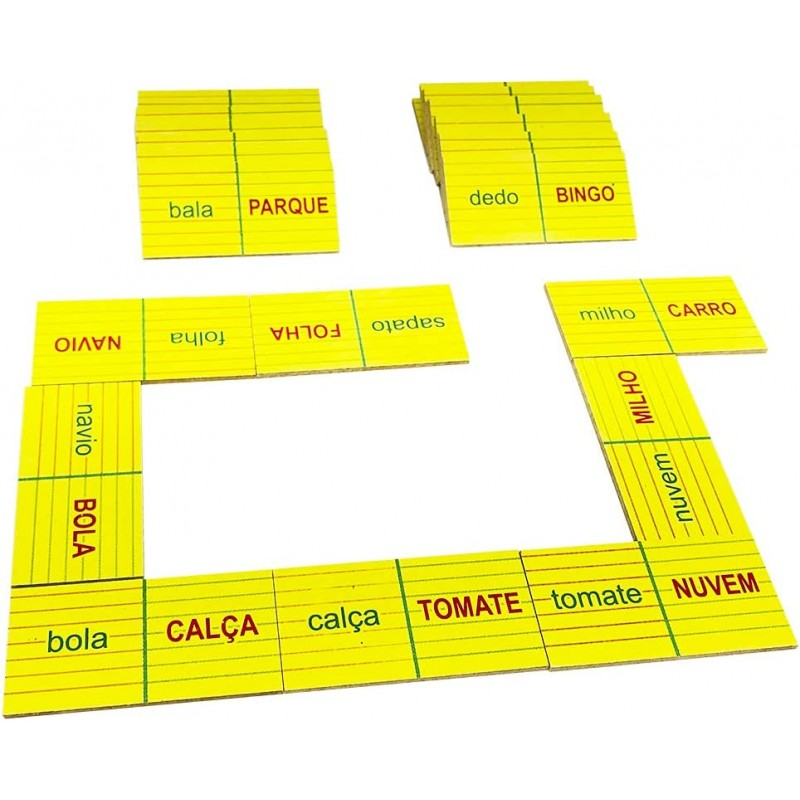 bala PARQUE
dedo BINGO
NAVIO folha FOLHA sapato
milho CARRO
navio BOLA
MILHO nuvem
bola CALÇA calça TOMATE tomate NUVEM